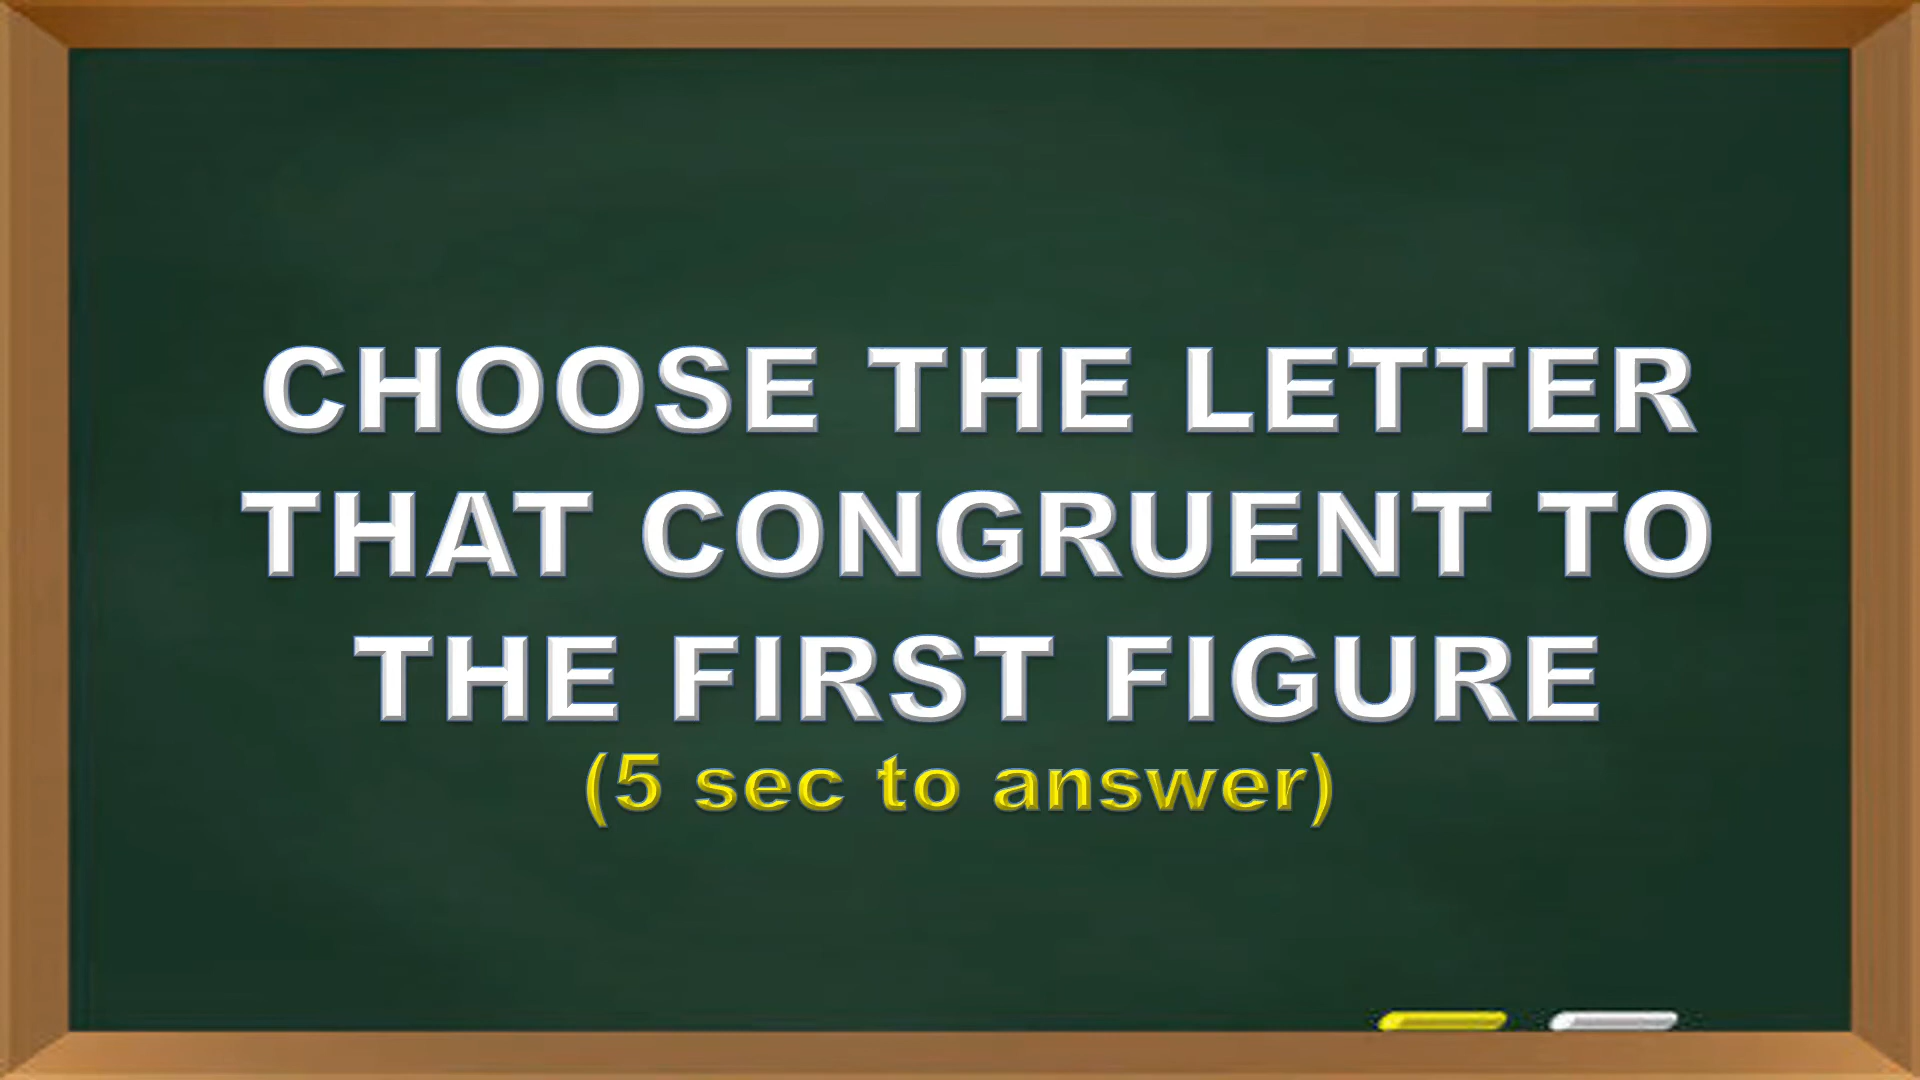 CHOOSE THE LETTER
THAT CONGRUENT TO
THE FIRST FIGURE
(5 sec to answer)